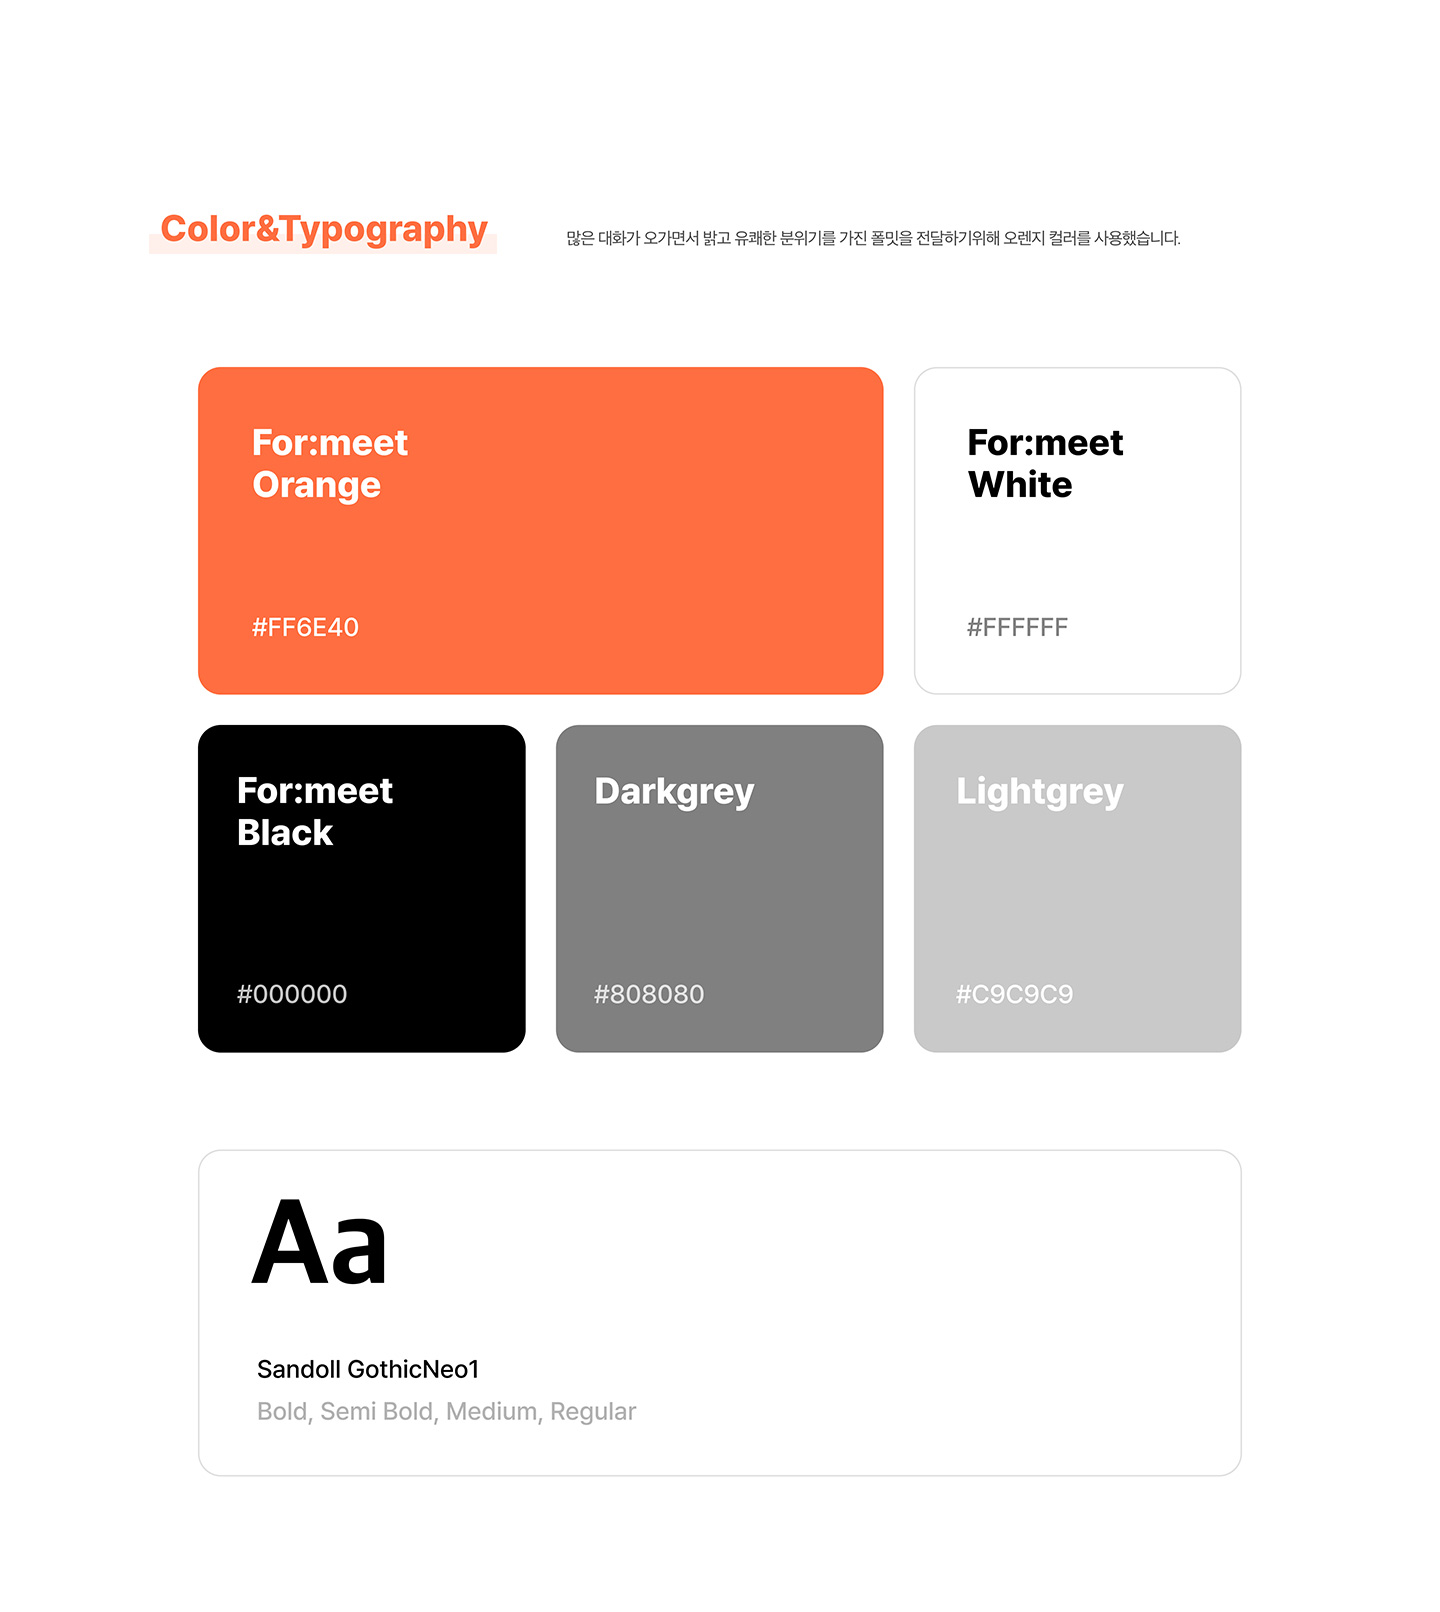 Color&Typography
많은 대화가 오가면서 밝고 유쾌한 분위기를 가진 폴밋을 전달하기위해 오렌지 컬러를 사용했습니다.
For:meet
Orange
#FF6E40
For:meet
White
#FFFFFF
For:meet
Black
#000000
Darkgrey
#808080
Lightgrey
#C9C9C9
Aa
Sandoll GothicNeo1
Bold, Semi Bold, Medium, Regular